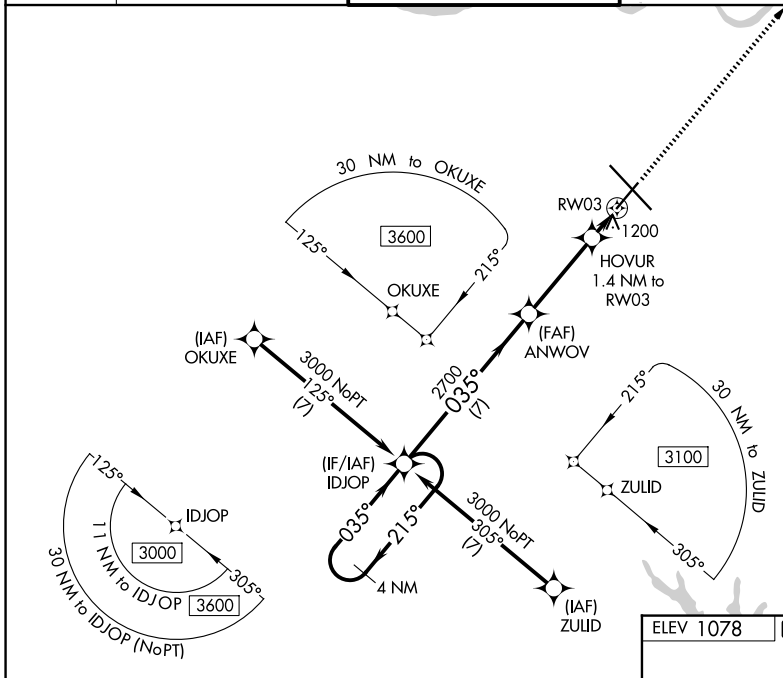 30 NM to OKUXE
3600
125°
215°
OKUXE
RW03
1200
HOVUR
1.4 NM to
RW03
(FAF)
ANWOV
(IAF)
OKUXE
3000 NoPT
125°
(7)
2700
035°
(7)
215°
30 NM to ZULID
3100
ZULID
305°
(IF/IAF)
IDJOP
125°
IDJOP
3000
11 NM to IDJOP
3600
30 NM to IDJOP (NoPT)
305°
035°
215°
4 NM
3000 NoPT
305°
(7)
(IAF)
ZULID
ELEV 1078